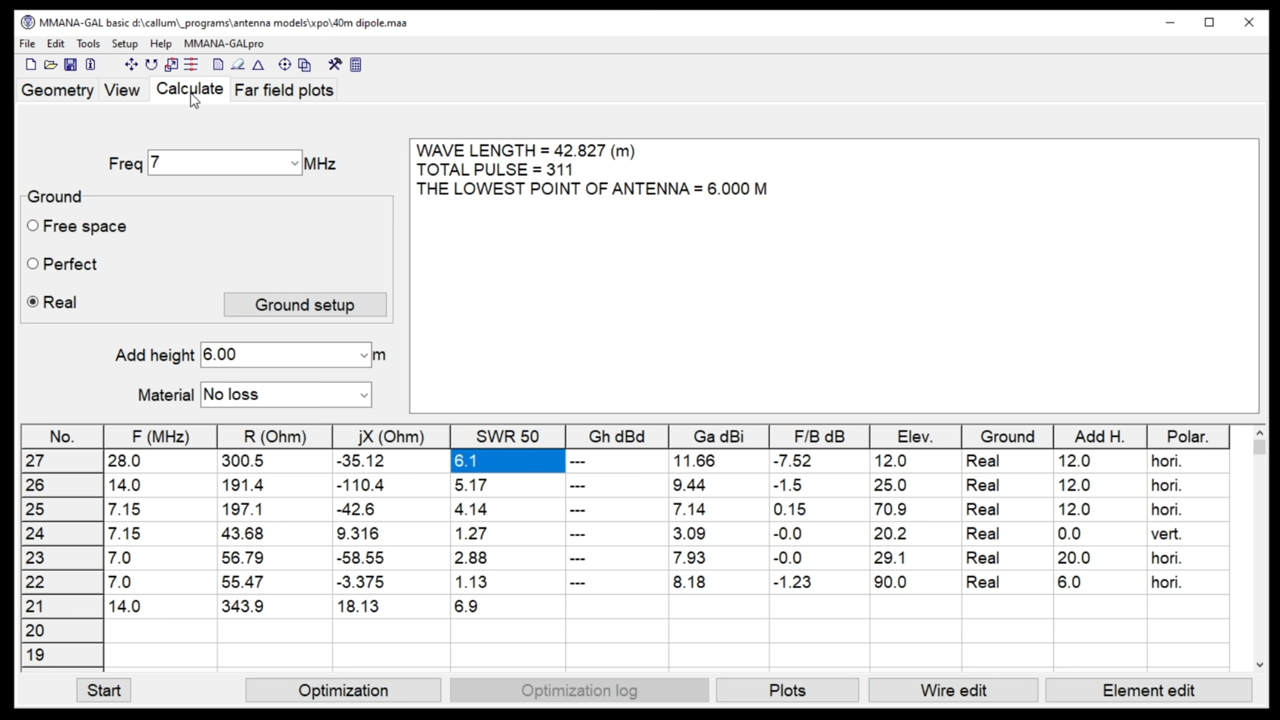 MMANA-GAL basic d:\callum\_programs\antenna models\xpo\40m dipole.maa
File Edit Tools Setup Help MMANA-GALpro
Geometry View Calculate Far field plots
Freq 7 MHz
Ground
Free space
Perfect
Real Ground setup
Add height 6.00 m
Material No loss
WAVE LENGTH = 42.827 (m)
TOTAL PULSE = 311
THE LOWEST POINT OF ANTENNA = 6.000 M
No. F (MHz) R (Ohm) jX (Ohm) SWR 50 Gh dBd Ga dBi F/B dB Elev. Ground Add H. Polar.
27 28.0 300.5 -35.12 6.1 --- 11.66 -7.52 12.0 Real 12.0 hori.
26 14.0 191.4 -110.4 5.17 --- 9.44 -1.5 25.0 Real 12.0 hori.
25 7.15 197.1 -42.6 4.14 --- 7.14 0.15 70.9 Real 12.0 hori.
24 7.15 43.68 9.316 1.27 --- 3.09 -0.0 20.2 Real 0.0 vert.
23 7.0 56.79 -58.55 2.88 --- 7.93 -0.0 29.1 Real 20.0 hori.
22 7.0 55.47 -3.375 1.13 --- 8.18 -1.23 90.0 Real 6.0 hori.
21 14.0 343.9 18.13 6.9
20
19
Start Optimization Optimization log Plots Wire edit Element edit